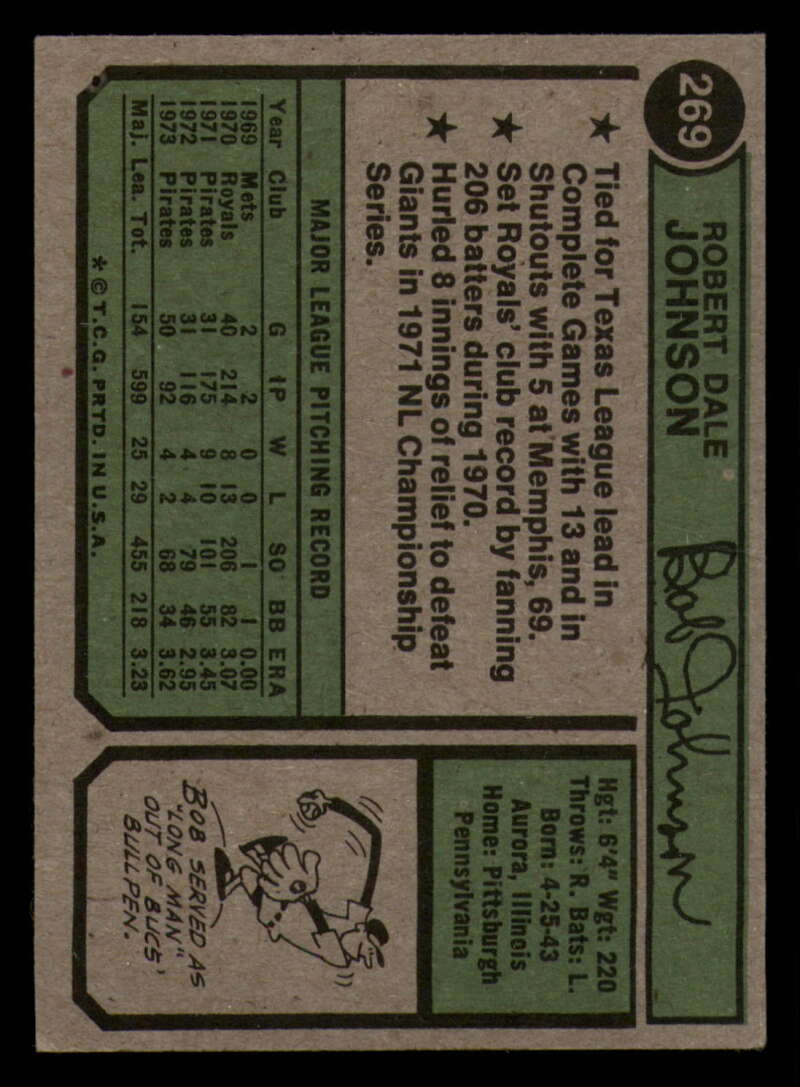 269
ROBERT DALE
JOHNSON
Bob Johnson
★ Tied for Texas League lead in
Complete Games with 13 and in
Shutouts with 5 at Memphis, 69.
★ Set Royals' club record by fanning
206 batters during 1970.
★ Hurled 8 innings of relief to defeat
Giants in 1971 NL Championship
Series.
MAJOR LEAGUE PITCHING RECORD
Year Club G IP W L SO BB ERA
1969 Mets 2 2 0 0 1 1 0.00
1970 Royals 40 214 8 13 206 82 3.07
1971 Pirates 31 175 9 10 101 55 3.45
1972 Pirates 31 116 4 4 79 46 2.95
1973 Pirates 50 92 4 2 68 34 3.62
Maj. Lea. Tot. 154 599 25 29 455 218 3.23
* © T.C.G. PRTD. IN U.S.A.
Hgt: 6'4" Wgt: 220
Throws: R. Bats: L.
Born: 4-25-43
Aurora, Illinois
Home: Pittsburgh
Pennsylvania
BOB SERVED AS
"LONG MAN"
OUT OF BUCS'
BULLPEN.